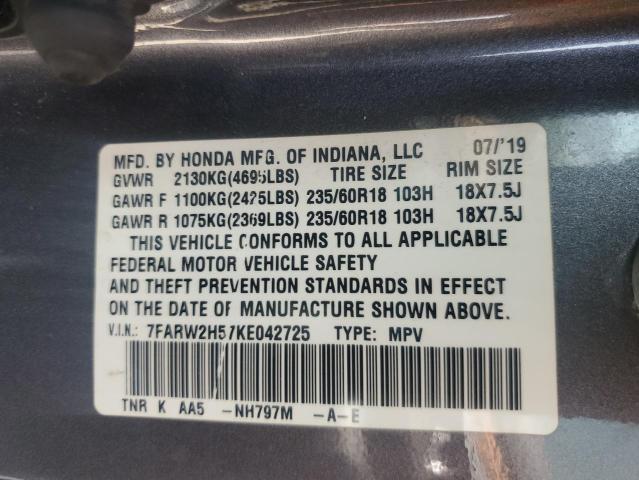 MFD. BY HONDA MFG. OF INDIANA, LLC 07/'19
GVWR 2130KG(4695LBS) TIRE SIZE RIM SIZE
GAWR F 1100KG(2425LBS) 235/60R18 103H 18X7.5J
GAWR R 1075KG(2369LBS) 235/60R18 103H 18X7.5J
THIS VEHICLE CONFORMS TO ALL APPLICABLE
FEDERAL MOTOR VEHICLE SAFETY
AND THEFT PREVENTION STANDARDS IN EFFECT
ON THE DATE OF MANUFACTURE SHOWN ABOVE.
V.I.N.: 7FARW2H57KE042725 TYPE: MPV
TNR K AA5 -NH797M -A-E